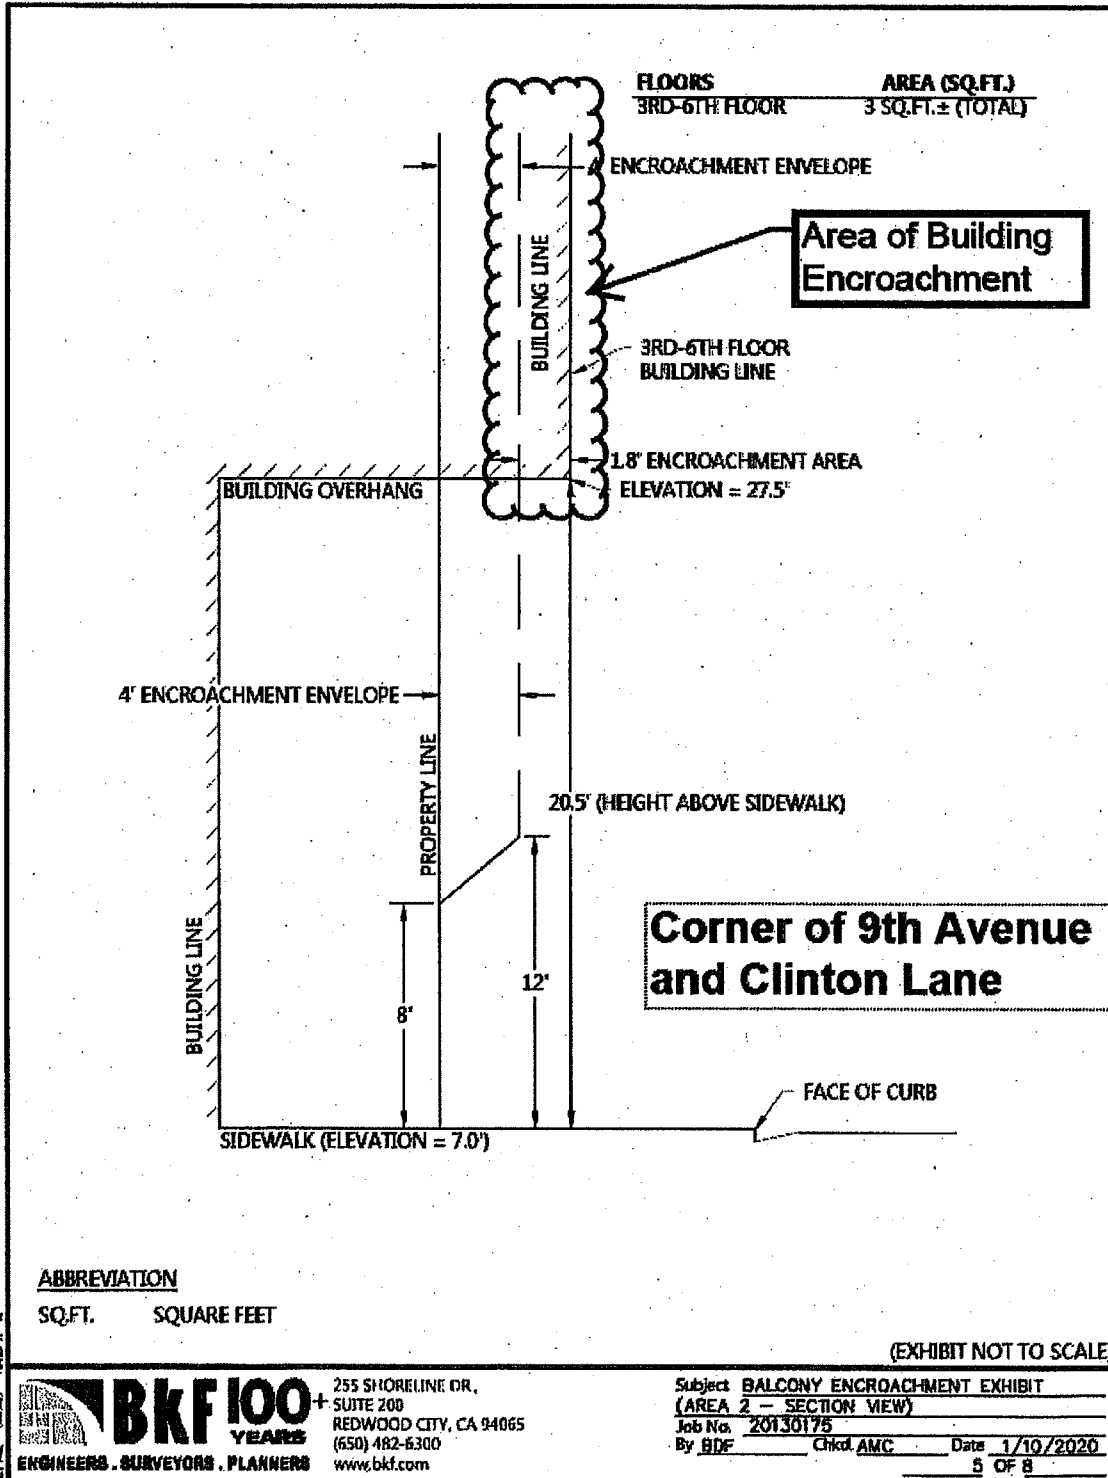 FLOORS AREA (SQ.FT.)
3RD-6TH FLOOR 3 SQ.FT.± (TOTAL)
ENCROACHMENT ENVELOPE
Area of Building
Encroachment
BUILDING LINE
3RD-6TH FLOOR
BUILDING LINE
1.8' ENCROACHMENT AREA
BUILDING OVERHANG
ELEVATION = 27.5'
4' ENCROACHMENT ENVELOPE
PROPERTY LINE
20.5' (HEIGHT ABOVE SIDEWALK)
Corner of 9th Avenue
and Clinton Lane
BUILDING LINE
12'
8'
FACE OF CURB
SIDEWALK (ELEVATION = 7.0')
ABBREVIATION
SQ.FT. SQUARE FEET
(EXHIBIT NOT TO SCALE
BKF 100+
YEARS
ENGINEERS . SURVEYORS . PLANNERS
255 SHORELINE DR,
SUITE 200
REDWOOD CITY, CA 94065
(650) 482-6300
www.bkf.com
Subject BALCONY ENCROACHMENT EXHIBIT
(AREA 2 – SECTION VIEW)
Job No. 20130175
By BDF Chkd. AMC Date 1/10/2020
5 OF 8